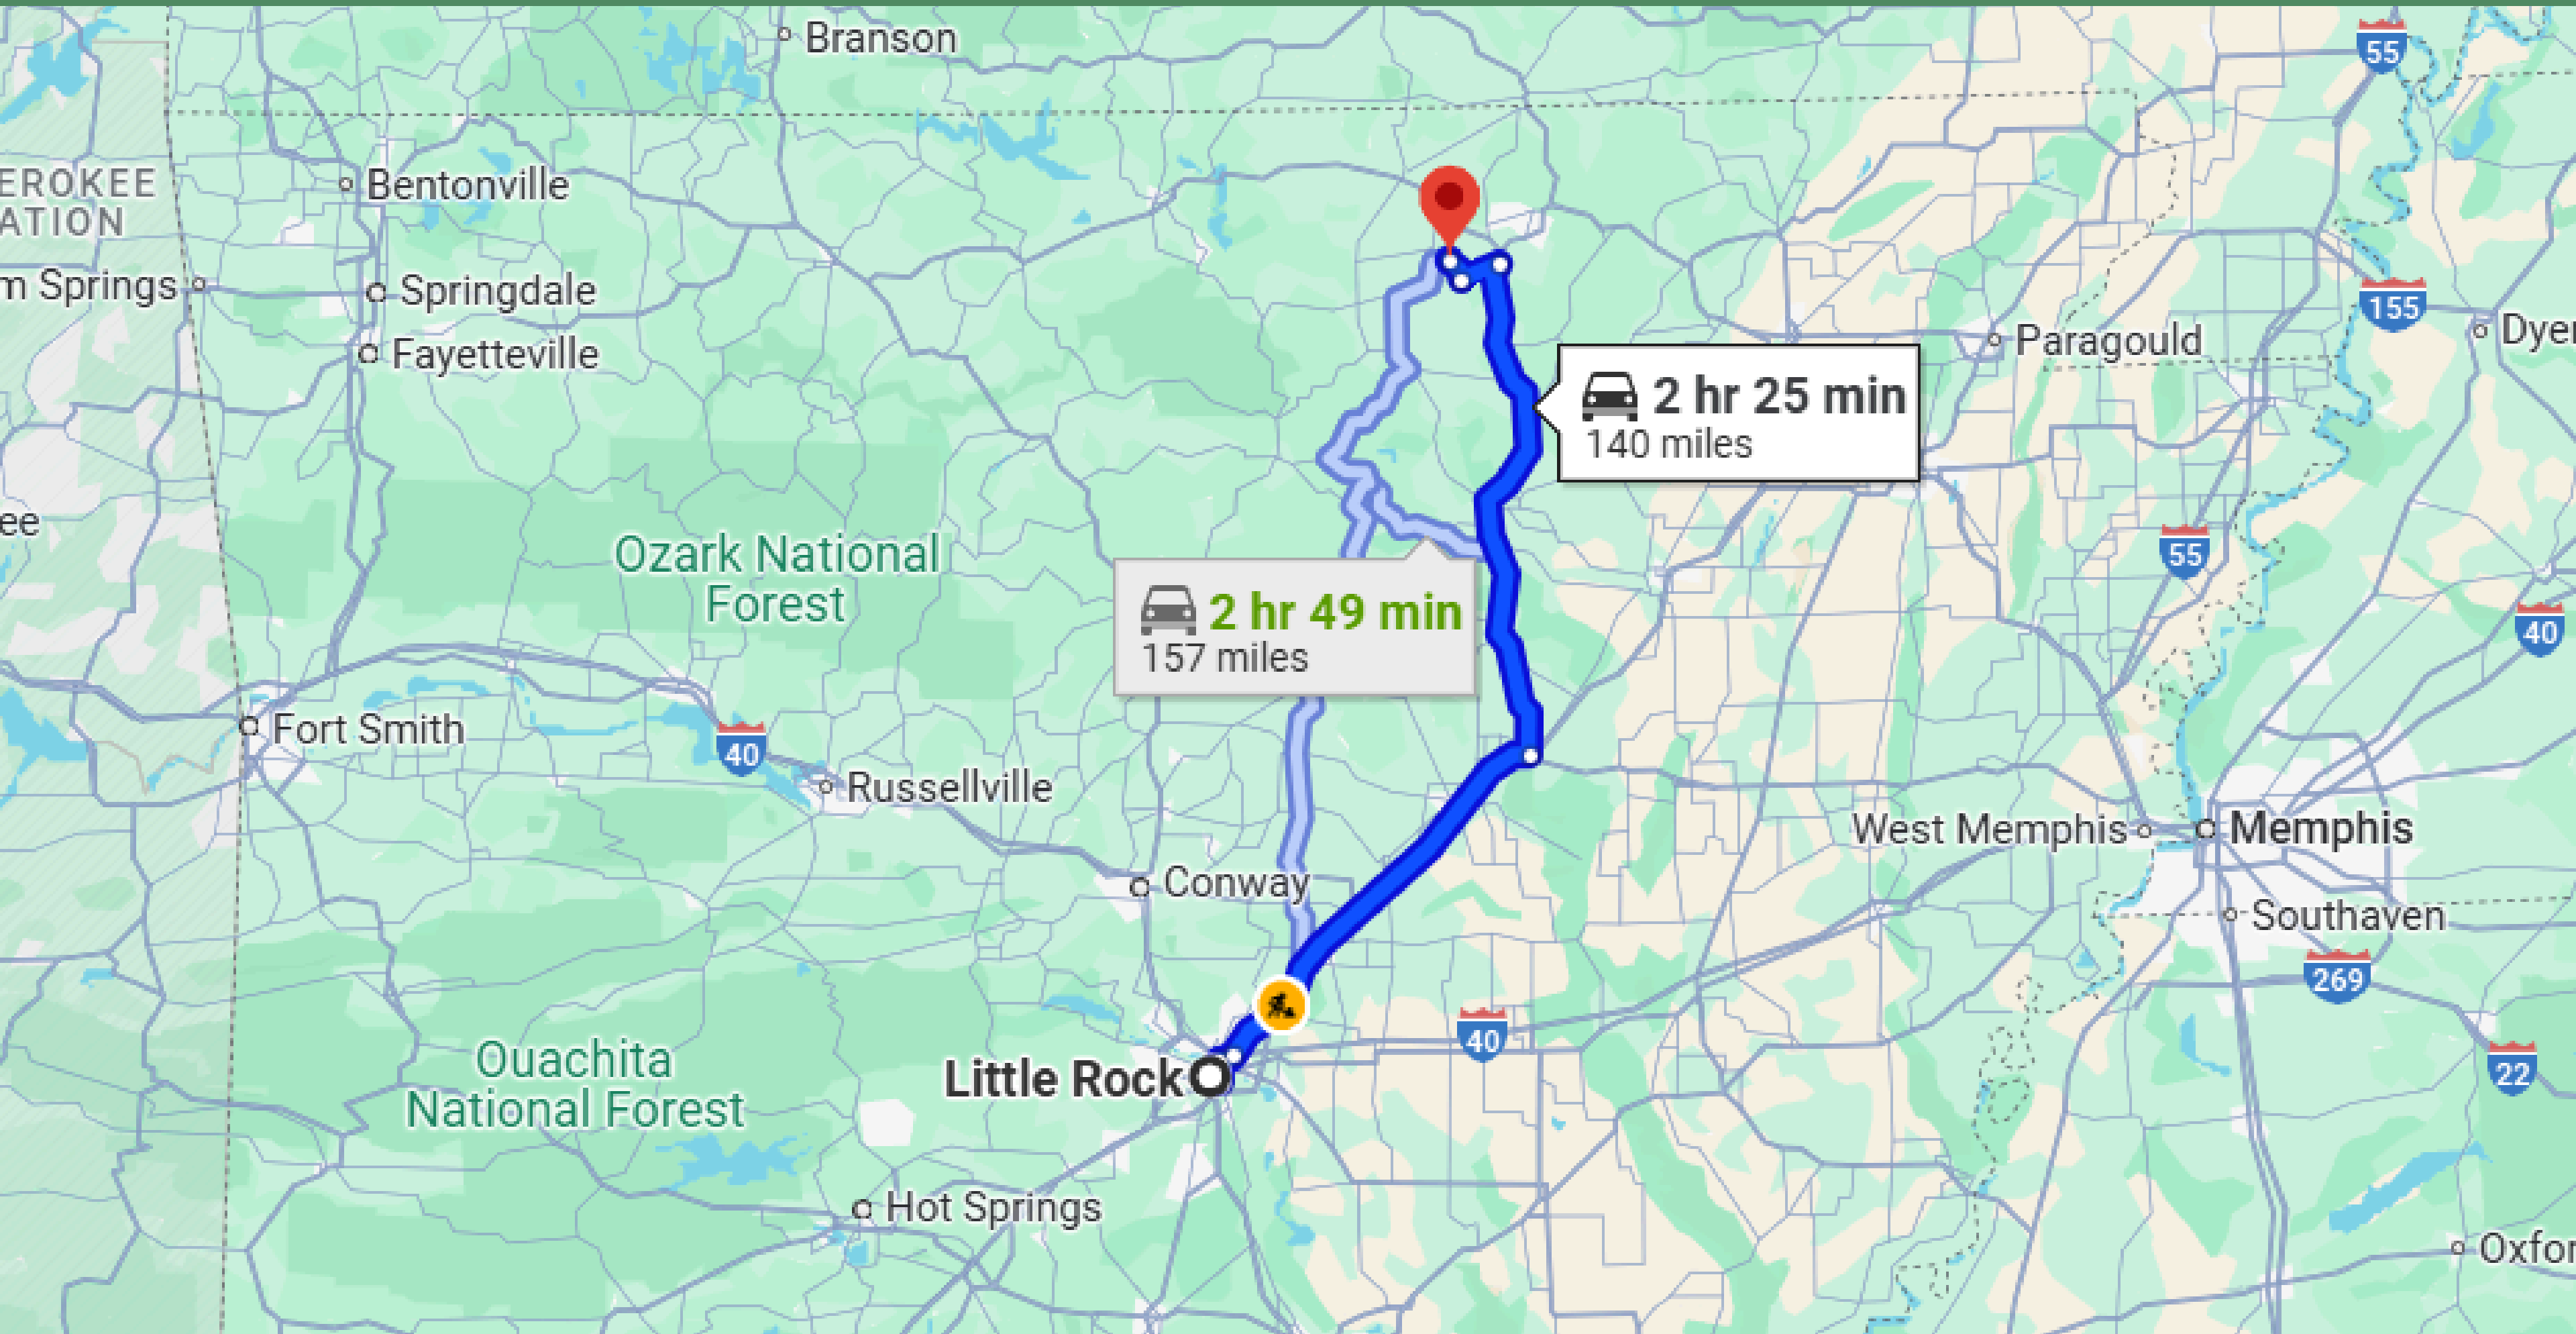 Branson
55
EROKEE
ATION
Bentonville
m Springs
Springdale
155
Fayetteville
Paragould
Dyer
2 hr 25 min
140 miles
ee
Ozark National
Forest
55
2 hr 49 min
157 miles
40
Fort Smith
40
Russellville
West Memphis
Memphis
Conway
Southaven
269
40
Little Rock
22
Ouachita
National Forest
Hot Springs
Oxfor